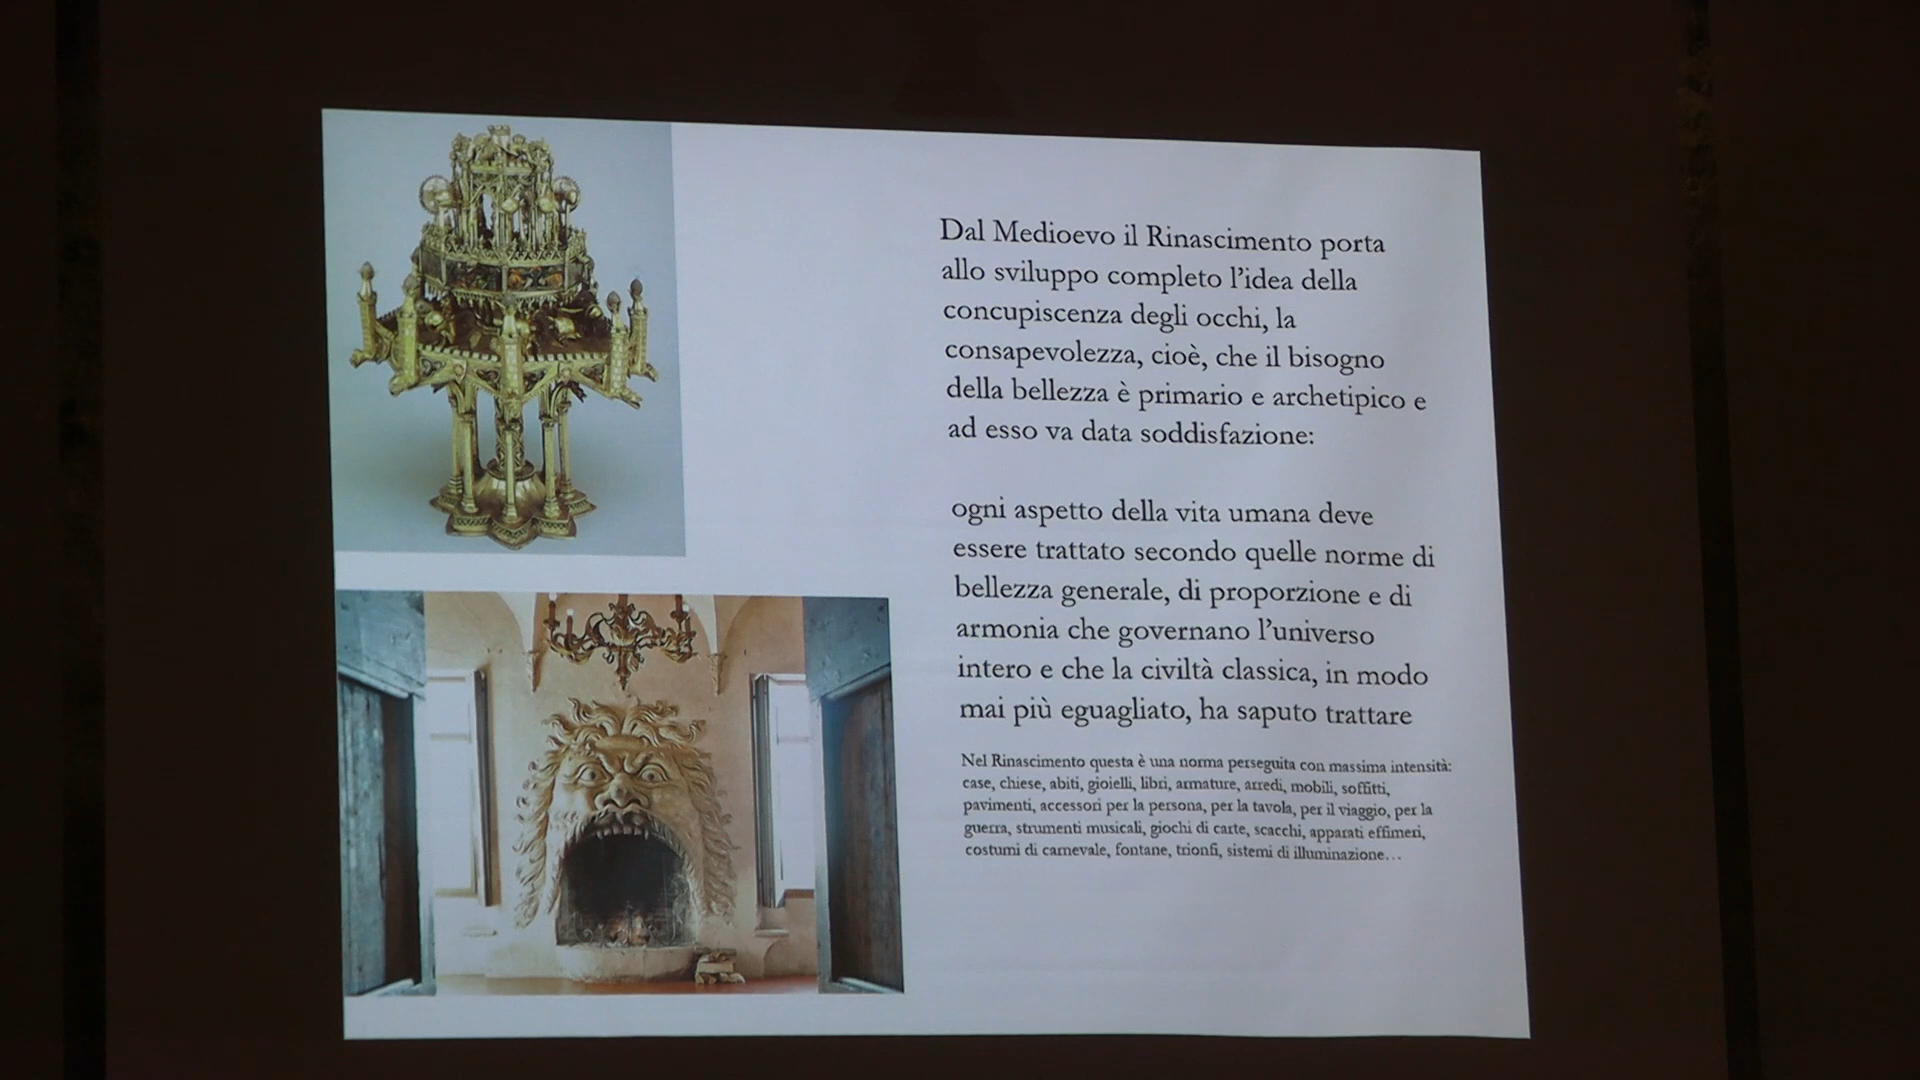 Dal Medioevo il Rinascimento porta
allo sviluppo completo l'idea della
concupiscenza degli occhi, la
consapevolezza, cioè, che il bisogno
della bellezza è primario e archetipico e
ad esso va data soddisfazione:
ogni aspetto della vita umana deve
essere trattato secondo quelle norme di
bellezza generale, di proporzione e di
armonia che governano l'universo
intero e che la civiltà classica, in modo
mai più eguagliato, ha saputo trattare
Nel Rinascimento questa è una norma perseguita con massima intensità:
case, chiese, abiti, gioielli, libri, armature, arredi, mobili, soffitti,
pavimenti, accessori per la persona, per la tavola, per il viaggio, per la
guerra, strumenti musicali, giochi di carte, scacchi, apparati effimeri,
costumi di carnevale, fontane, trionfi, sistemi di illuminazione…